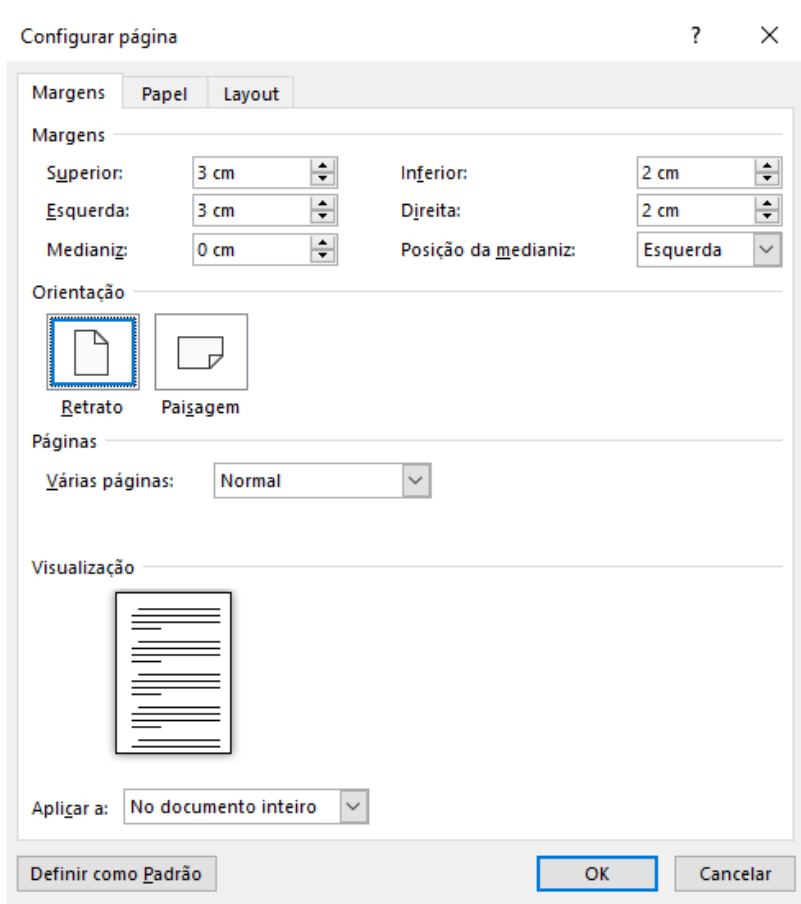 Configurar página ?
Margens Papel Layout
Margens
Superior: 3 cm Inferior: 2 cm
Esquerda: 3 cm Direita: 2 cm
Medianiz: 0 cm Posição da medianiz: Esquerda
Orientação
Retrato Paisagem
Páginas
Várias páginas: Normal
Visualização
Aplicar a: No documento inteiro
Definir como Padrão OK Cancelar